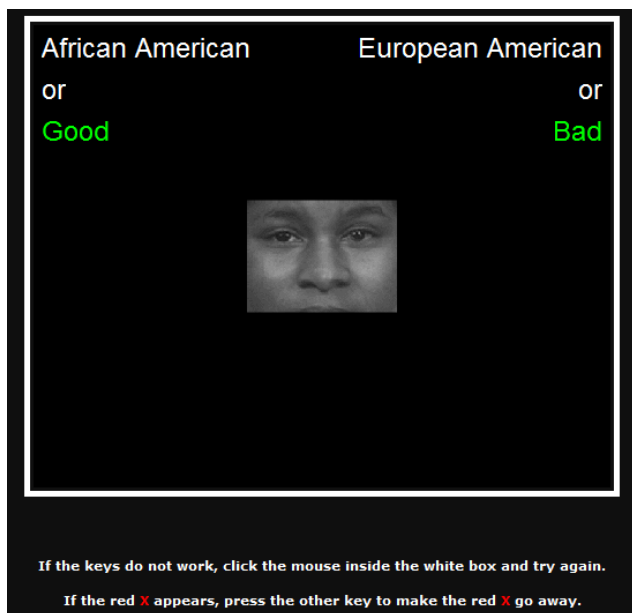 African American European American
or or
Good Bad
If the keys do not work, click the mouse inside the white box and try again.
If the red X appears, press the other key to make the red X go away.